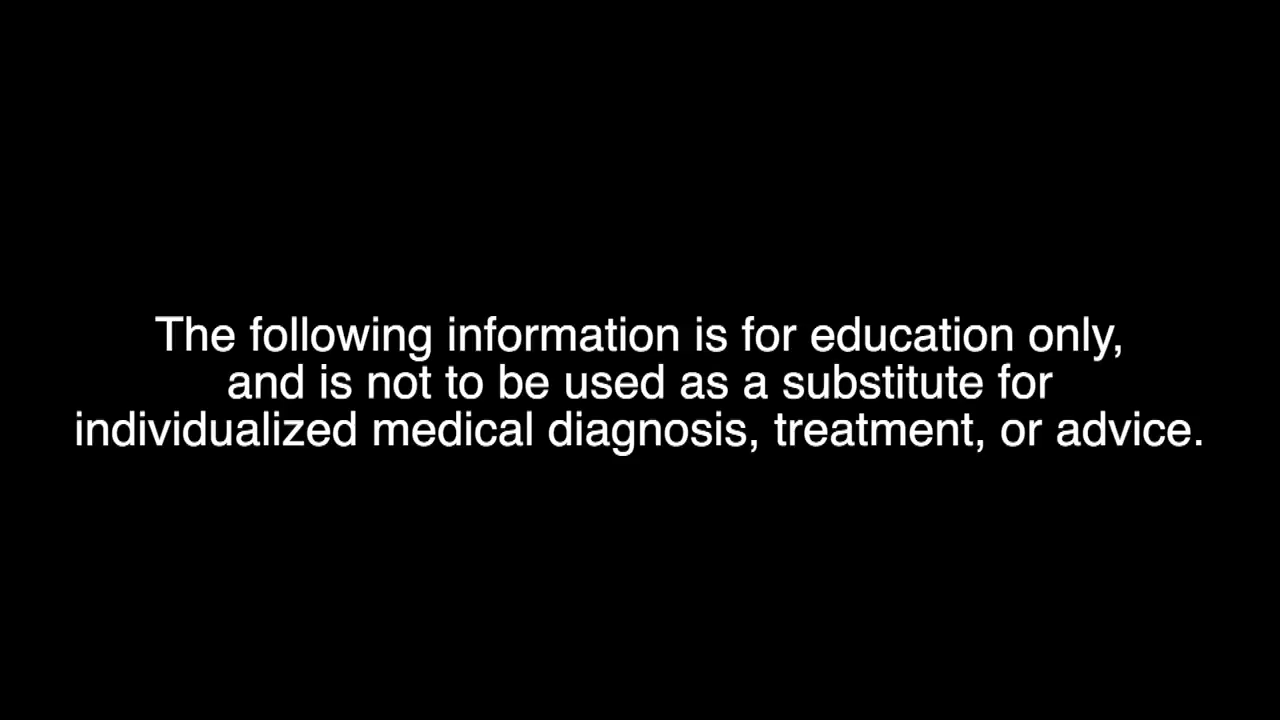 The following information is for education only,
and is not to be used as a substitute for
individualized medical diagnosis, treatment, or advice.